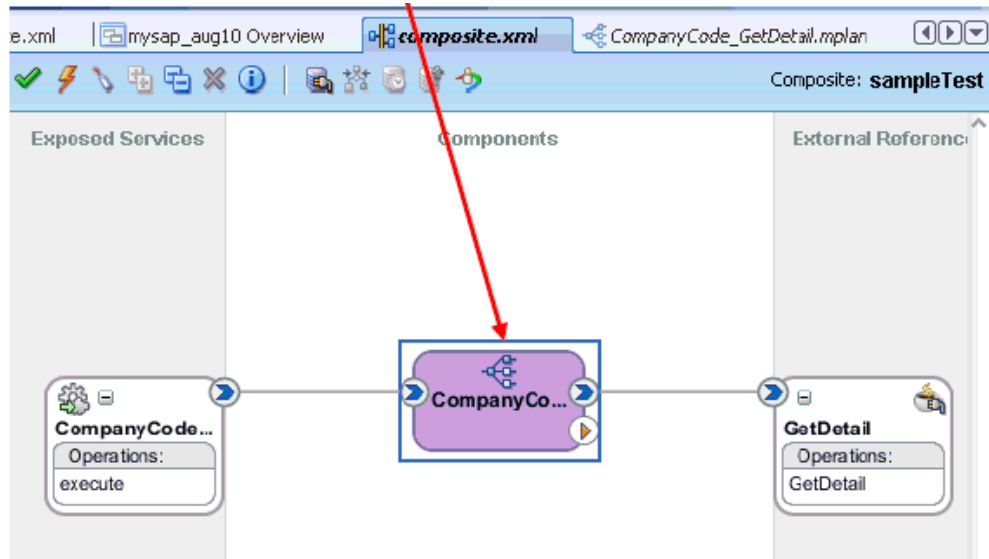 e.xml mysap_aug10 Overview composite.xml CompanyCode_GetDetail.mplan
Composite: sampleTest
Exposed Services Components External Referenc
CompanyCo...
CompanyCode...
Operations:
execute
GetDetail
Operations:
GetDetail